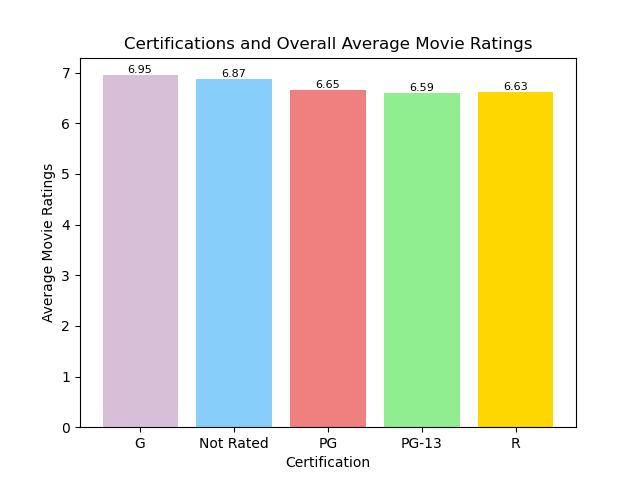 Certifications and Overall Average Movie Ratings
6.95 6.87 6.65 6.59 6.63
7
6
5
4
3
2
1
0
Average Movie Ratings
G Not Rated PG PG-13 R
Certification